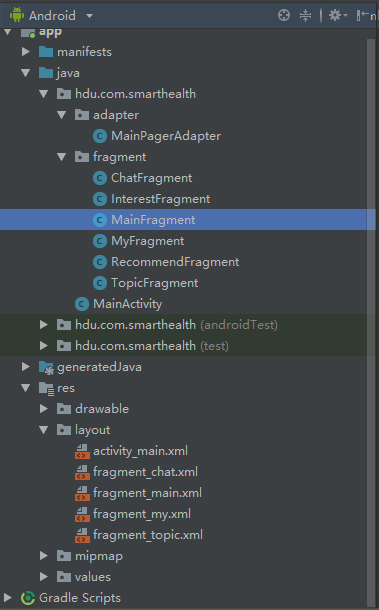 Android
app
manifests
java
hdu.com.smarthealth
adapter
MainPagerAdapter
fragment
ChatFragment
InterestFragment
MainFragment
MyFragment
RecommendFragment
TopicFragment
MainActivity
hdu.com.smarthealth (androidTest)
hdu.com.smarthealth (test)
generatedJava
res
drawable
layout
activity_main.xml
fragment_chat.xml
fragment_main.xml
fragment_my.xml
fragment_topic.xml
mipmap
values
Gradle Scripts